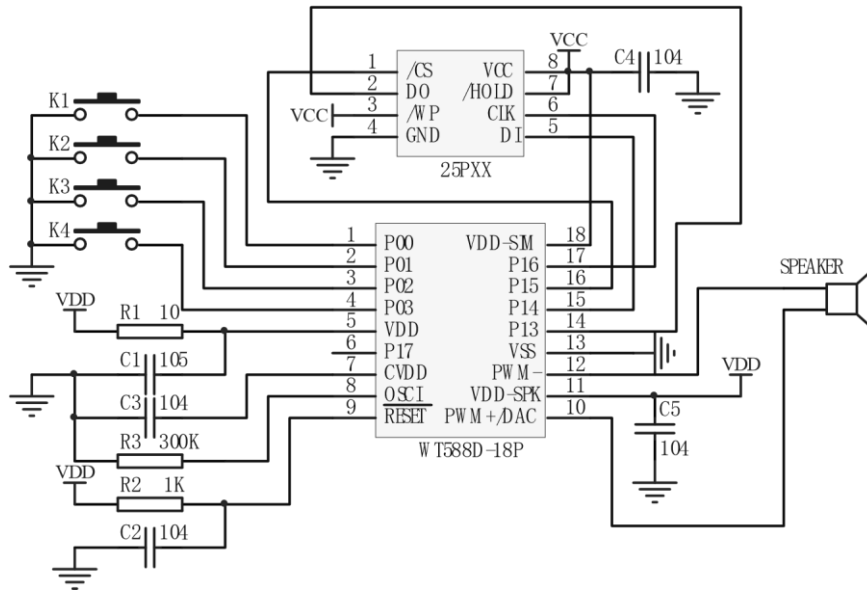 VCC
1 /CS VCC 8
2 DO /HOLD 7
VCC 3 /WP CLK 6
4 GND DI 5
25PXX
C4 104
K1
K2
K3
K4
1 P00 VDD-SIM 18
2 P01 P16 17
3 P02 P15 16
4 P03 P14 15
5 VDD P13 14
6 P17 VSS 13
7 CVDD PWM- 12
8 OSCI VDD-SPK 11
9 RESET PWM+/DAC 10
WT588D-18P
SPEAKER
VDD
R1 10
C1 105
C3 104
R3 300K
VDD
R2 1K
C2 104
VDD
C5
104